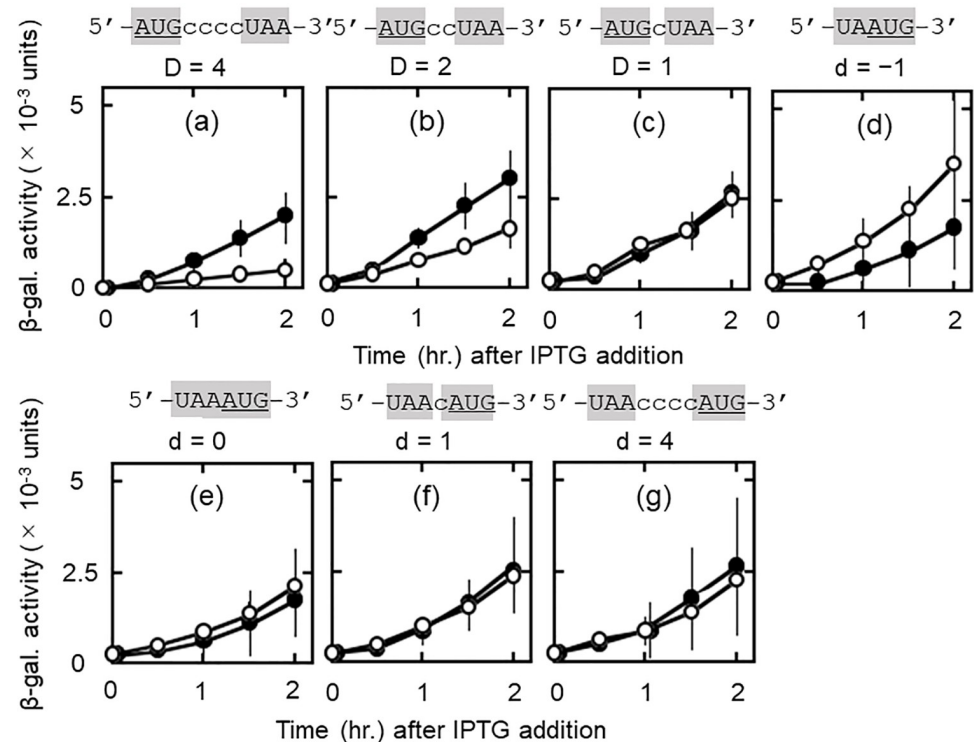 5′-AUGccccUAA-3′ 5′-AUGccUAA-3′ 5′-AUGcUAA-3′ 5′-UAAUG-3′
D = 4 D = 2 D = 1 d = −1
β-gal. activity (× 10⁻³ units)
(a) (b) (c) (d)
5
2.5
0
0 1 2 0 1 2 0 1 2 0 1 2
Time (hr.) after IPTG addition
5′-UAAAUG-3′ 5′-UAAcAUG-3′ 5′-UAAccccAUG-3′
d = 0 d = 1 d = 4
β-gal. activity (× 10⁻³ units)
(e) (f) (g)
5
2.5
0
0 1 2 0 1 2 0 1 2
Time (hr.) after IPTG addition